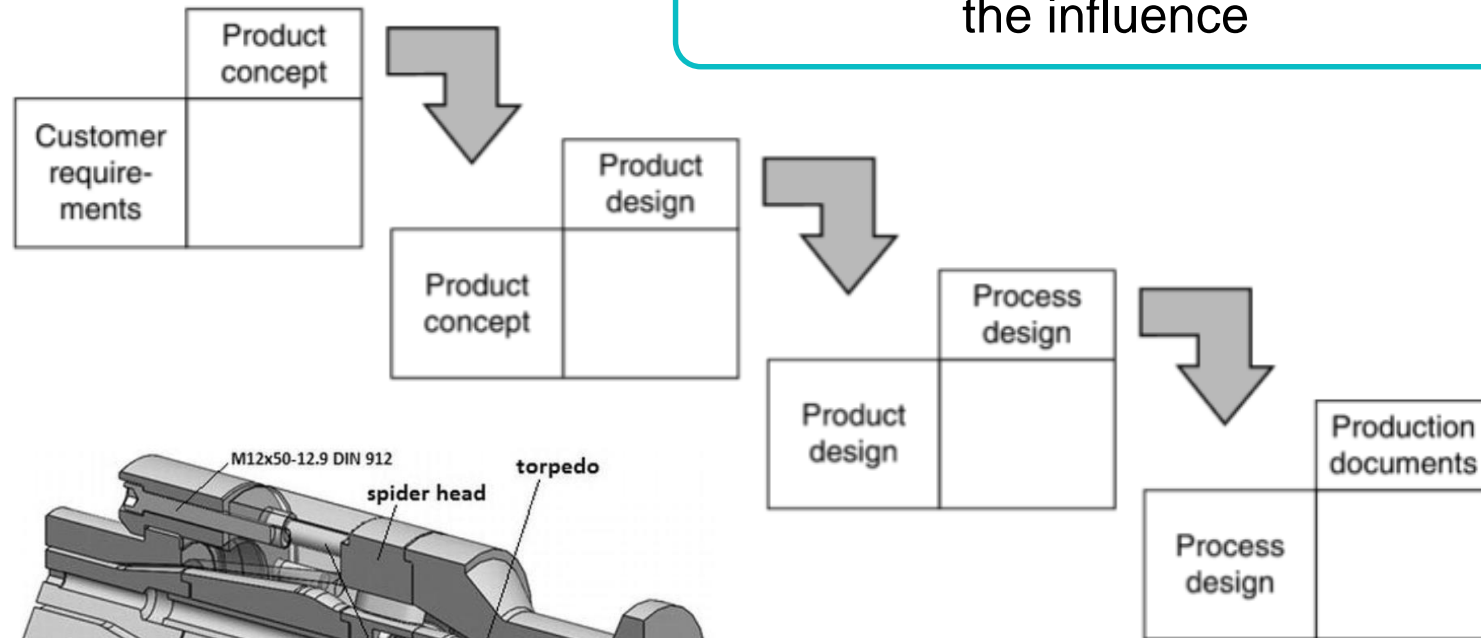 the influence
Product
concept
Customer
require-
ments
Product
design
Product
concept
Process
design
Product
design
Production
documents
Process
design
M12x50-12.9 DIN 912
spider head
torpedo